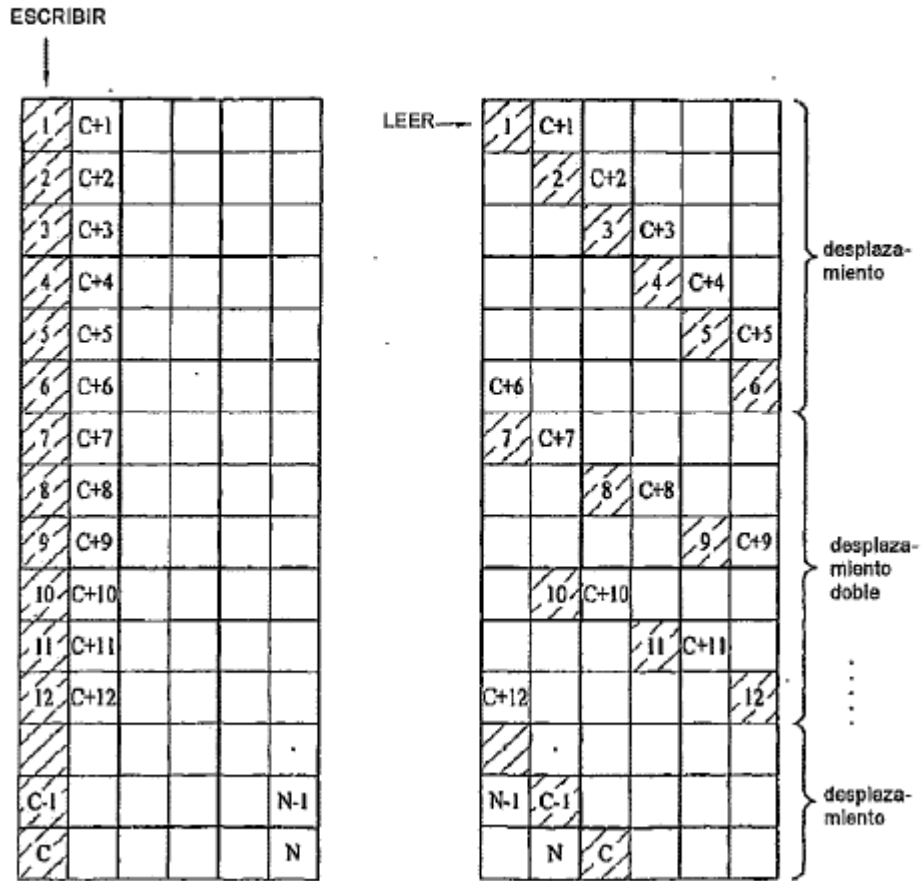 ESCRIBIR
1 C+1
2 C+2
3 C+3
4 C+4
5 C+5
6 C+6
7 C+7
8 C+8
9 C+9
10 C+10
11 C+11
12 C+12
C-1 N-1
C N
LEER
1 C+1
2 C+2
3 C+3
4 C+4
5 C+5
C+6 6
7 C+7
8 C+8
9 C+9
10 C+10
11 C+11
C+12 12
N-1 C-1
N C
desplaza-
miento
desplaza-
miento
doble
desplaza-
miento